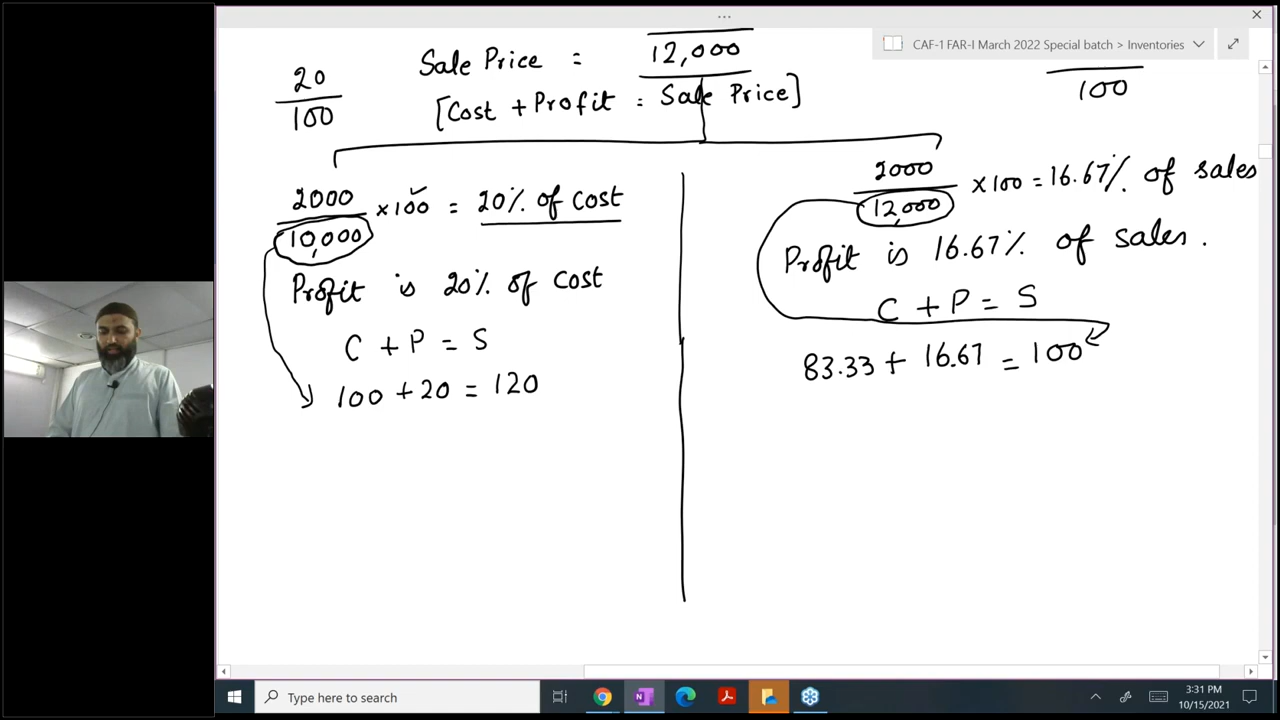 ...
CAF-1 FAR-I March 2022 Special batch > Inventories
Sale Price = 12,000
20
100
[Cost + Profit = Sale Price]
100
2000
10,000
×100 = 20% of cost
Profit is 20% of cost
C + P = S
100 + 20 = 120
2000
12,000
×100 = 16.67% of sales
Profit is 16.67% of sales.
C + P = S
83.33 + 16.67 = 100
Type here to search
3:31 PM
10/15/2021